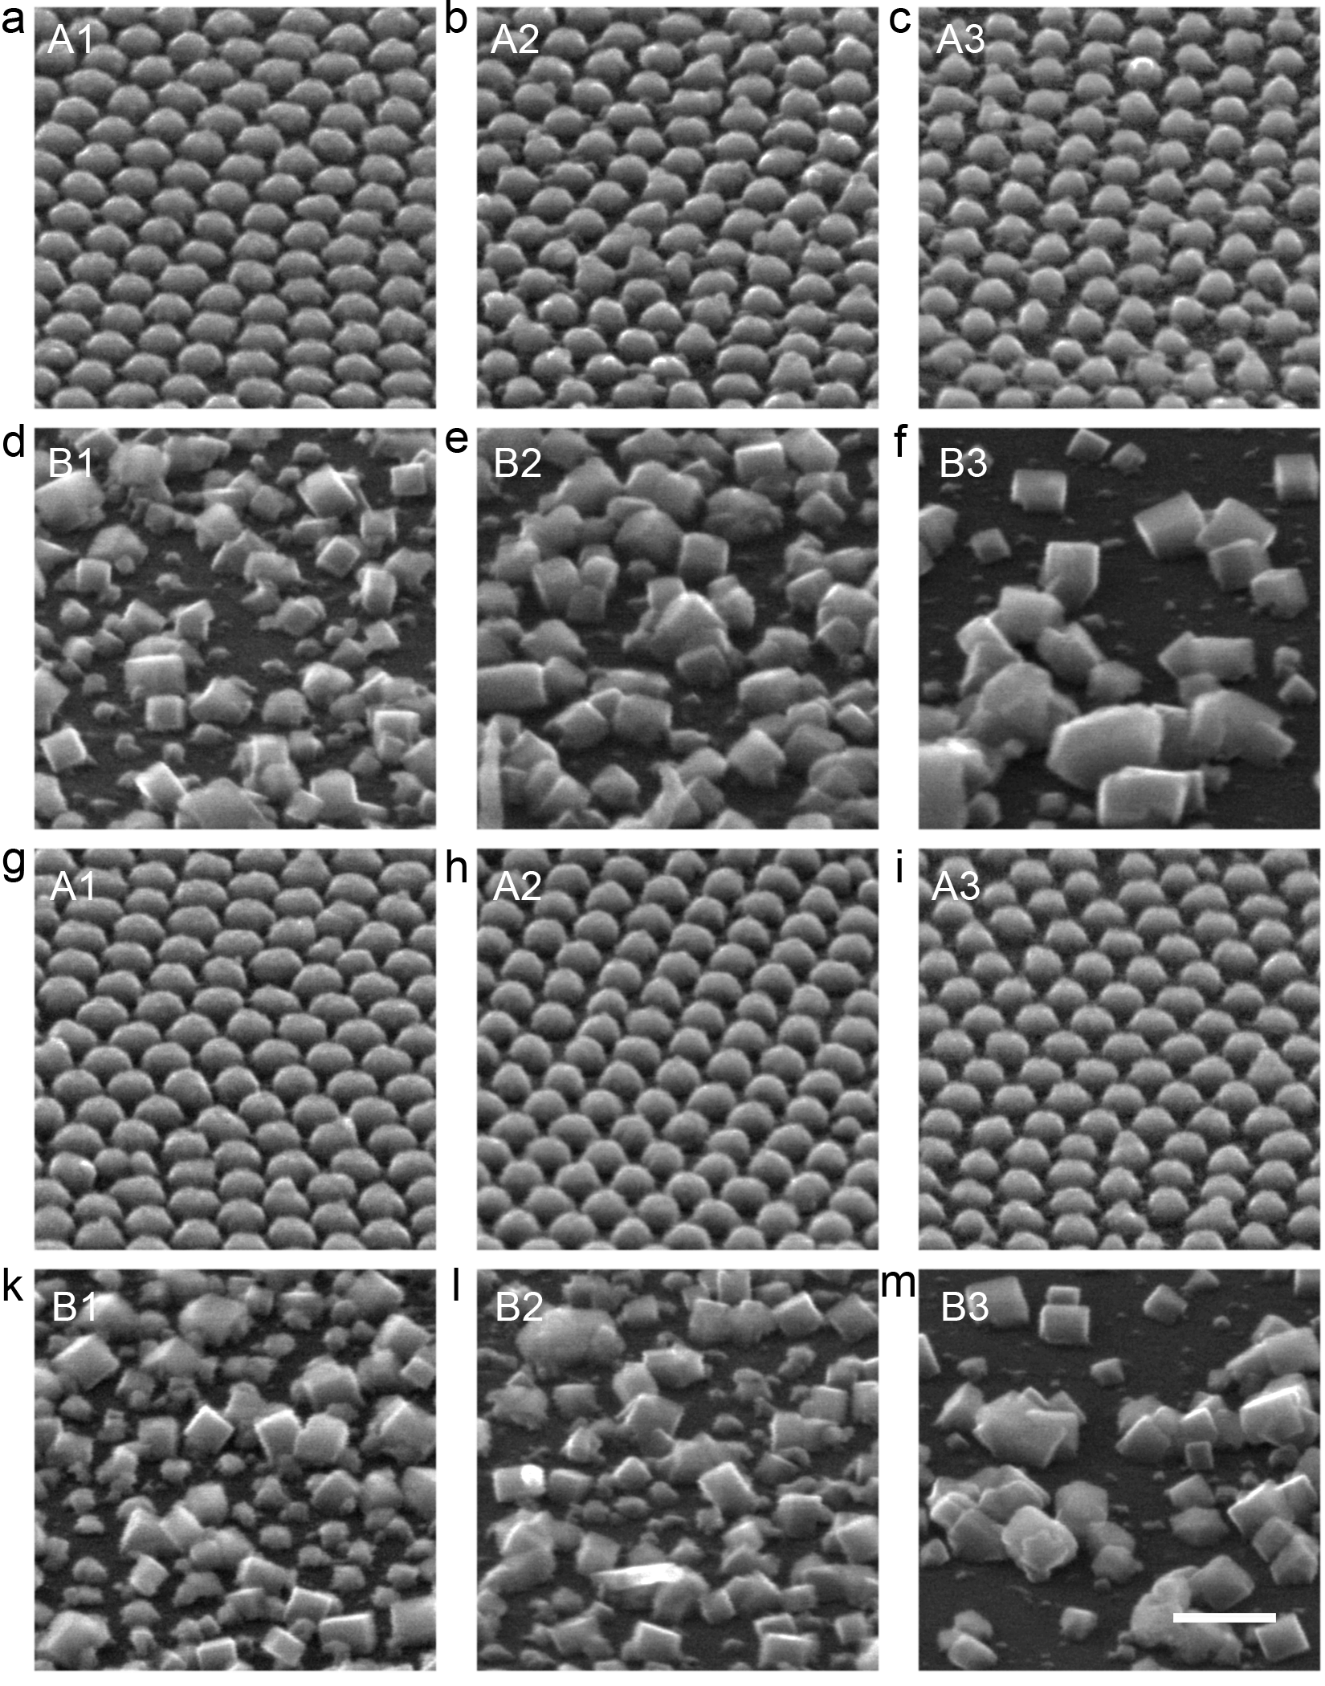 a A1 b A2 c A3
d B1 e B2 f B3
g A1 h A2 i A3
k B1 l B2 m B3